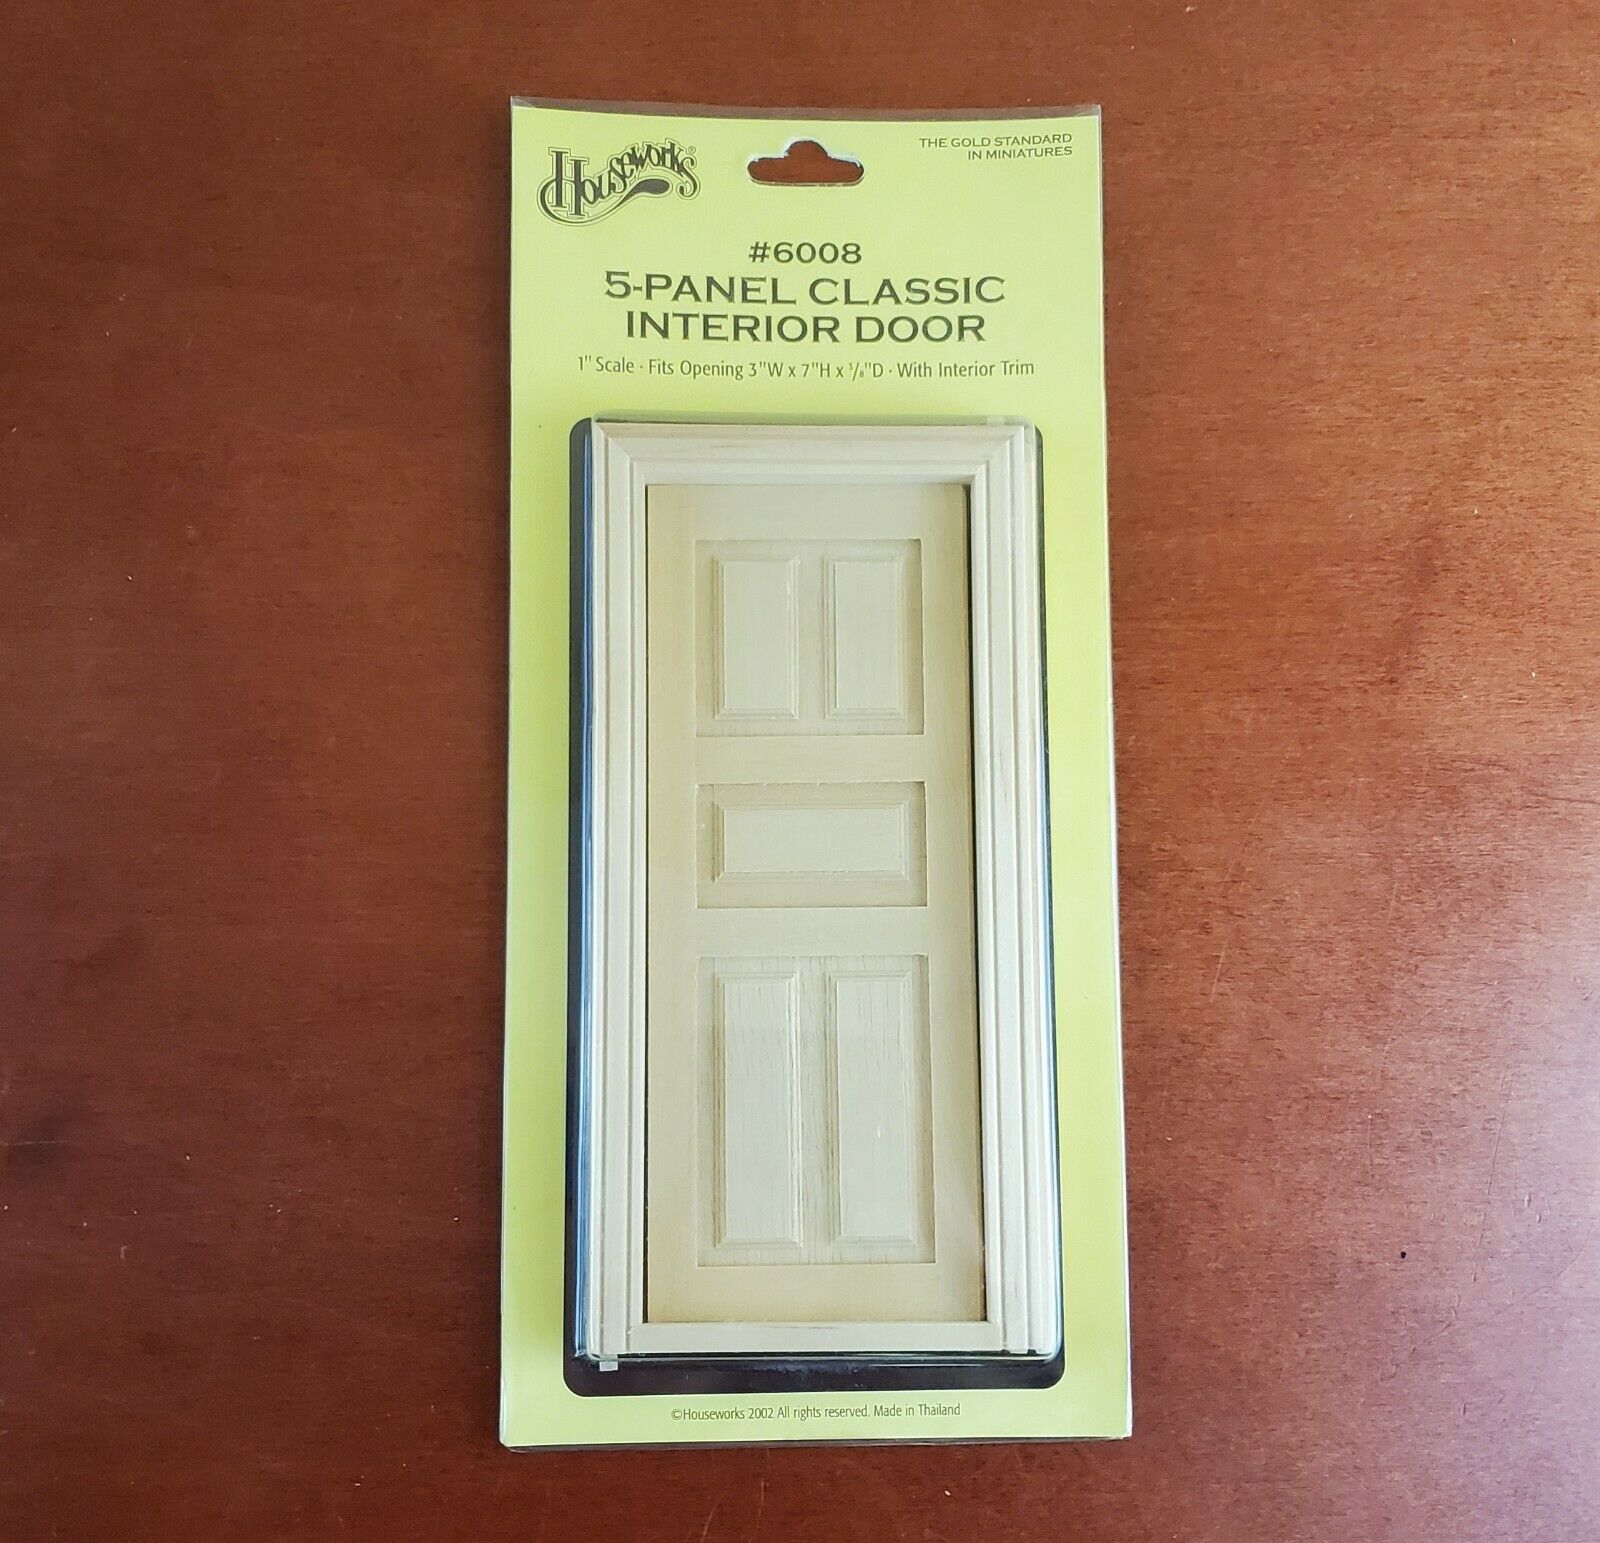 Houseworks®
THE GOLD STANDARD
IN MINIATURES
#6008
5-PANEL CLASSIC
INTERIOR DOOR
1" Scale · Fits Opening 3"W x 7"H x 3/8"D · With Interior Trim
©Houseworks 2002 All rights reserved. Made in Thailand